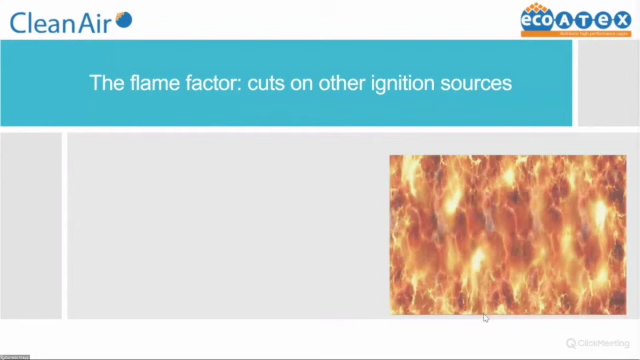 CleanAir
ecoATEX
The flame factor: cuts on other ignition sources
ClickMeeting